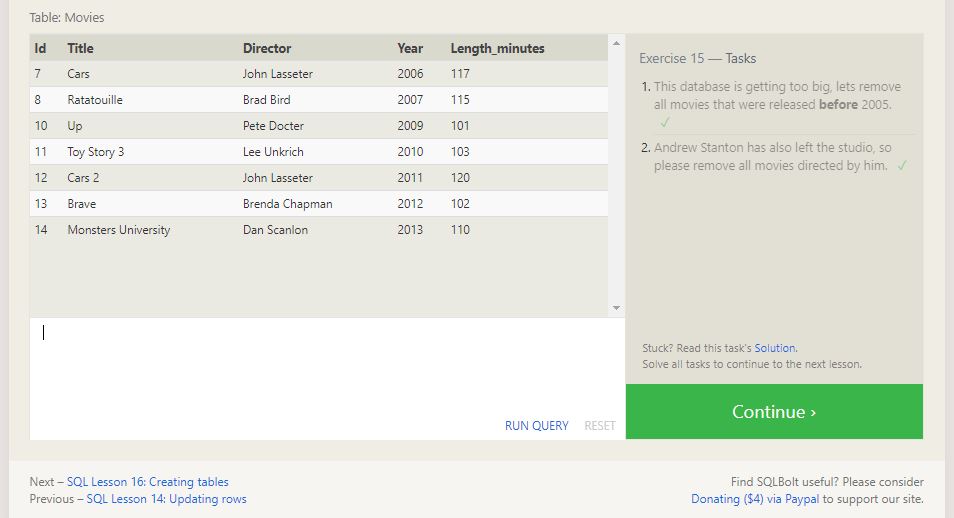 Table: Movies
Id Title Director Year Length_minutes
7 Cars John Lasseter 2006 117
8 Ratatouille Brad Bird 2007 115
10 Up Pete Docter 2009 101
11 Toy Story 3 Lee Unkrich 2010 103
12 Cars 2 John Lasseter 2011 120
13 Brave Brenda Chapman 2012 102
14 Monsters University Dan Scanlon 2013 110
RUN QUERY RESET
Exercise 15 — Tasks
1. This database is getting too big, lets remove
all movies that were released before 2005.
✓
2. Andrew Stanton has also left the studio, so
please remove all movies directed by him. ✓
Stuck? Read this task's Solution.
Solve all tasks to continue to the next lesson.
Continue ›
Next – SQL Lesson 16: Creating tables
Previous – SQL Lesson 14: Updating rows
Find SQLBolt useful? Please consider
Donating ($4) via Paypal to support our site.